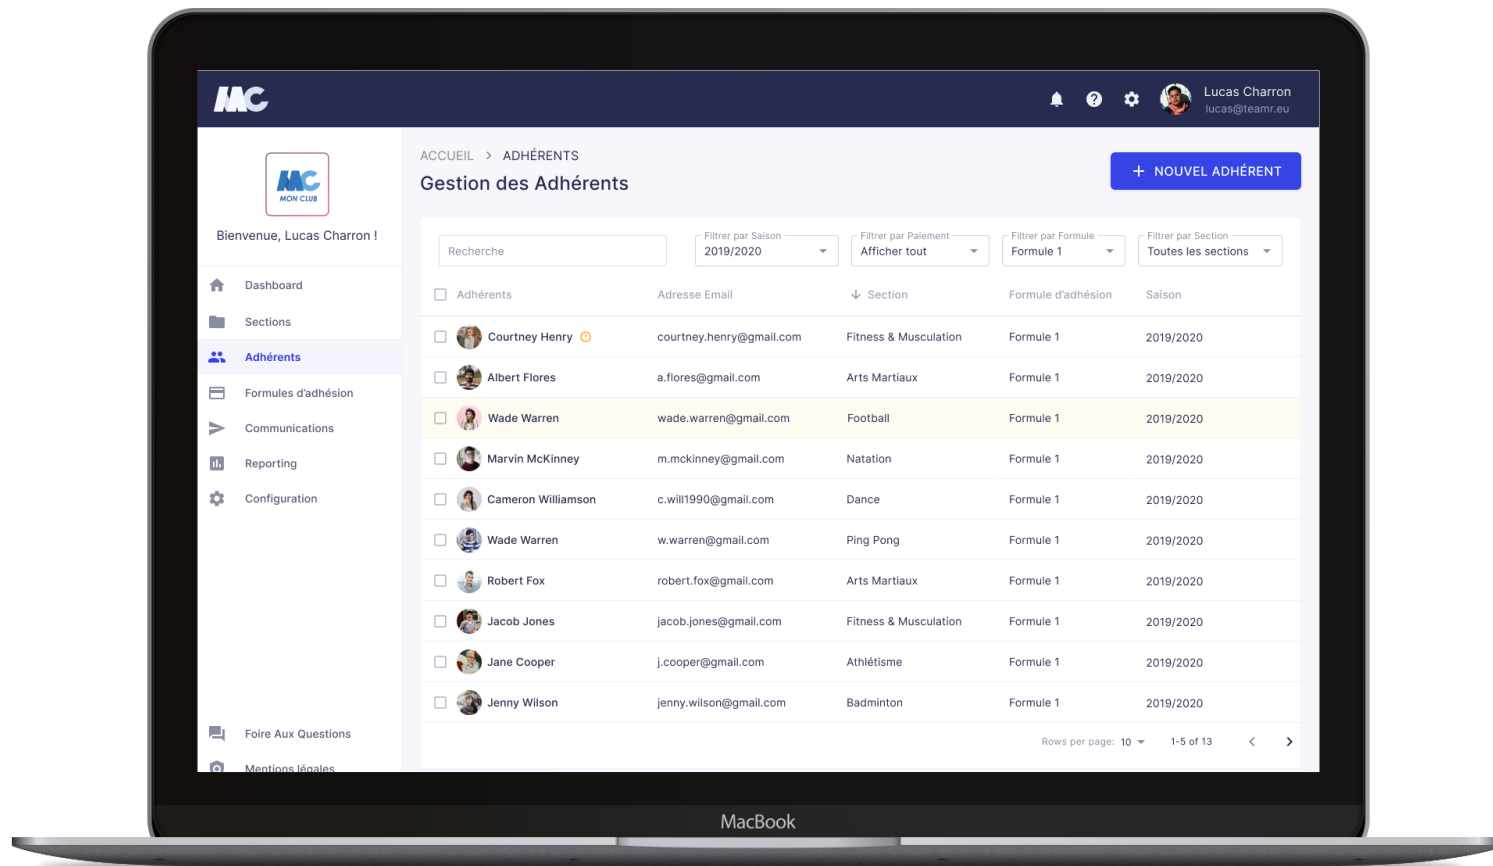 MC
Lucas Charron
lucas@teamr.eu
MC
MON CLUB
Bienvenue, Lucas Charron !
Dashboard
Sections
Adhérents
Formules d'adhésion
Communications
Reporting
Configuration
Foire Aux Questions
Mentions légales
ACCUEIL > ADHÉRENTS
Gestion des Adhérents
+ NOUVEL ADHÉRENT
Recherche
Filtrer par Saison
2019/2020
Filtrer par Paiement
Afficher tout
Filtrer par Formule
Formule 1
Filtrer par Section
Toutes les sections
Adhérents Adresse Email Section Formule d'adhésion Saison
Courtney Henry courtney.henry@gmail.com Fitness & Musculation Formule 1 2019/2020
Albert Flores a.flores@gmail.com Arts Martiaux Formule 1 2019/2020
Wade Warren wade.warren@gmail.com Football Formule 1 2019/2020
Marvin McKinney m.mckinney@gmail.com Natation Formule 1 2019/2020
Cameron Williamson c.will1990@gmail.com Dance Formule 1 2019/2020
Wade Warren w.warren@gmail.com Ping Pong Formule 1 2019/2020
Robert Fox robert.fox@gmail.com Arts Martiaux Formule 1 2019/2020
Jacob Jones jacob.jones@gmail.com Fitness & Musculation Formule 1 2019/2020
Jane Cooper j.cooper@gmail.com Athlétisme Formule 1 2019/2020
Jenny Wilson jenny.wilson@gmail.com Badminton Formule 1 2019/2020
Rows per page: 10 1-5 of 13
MacBook